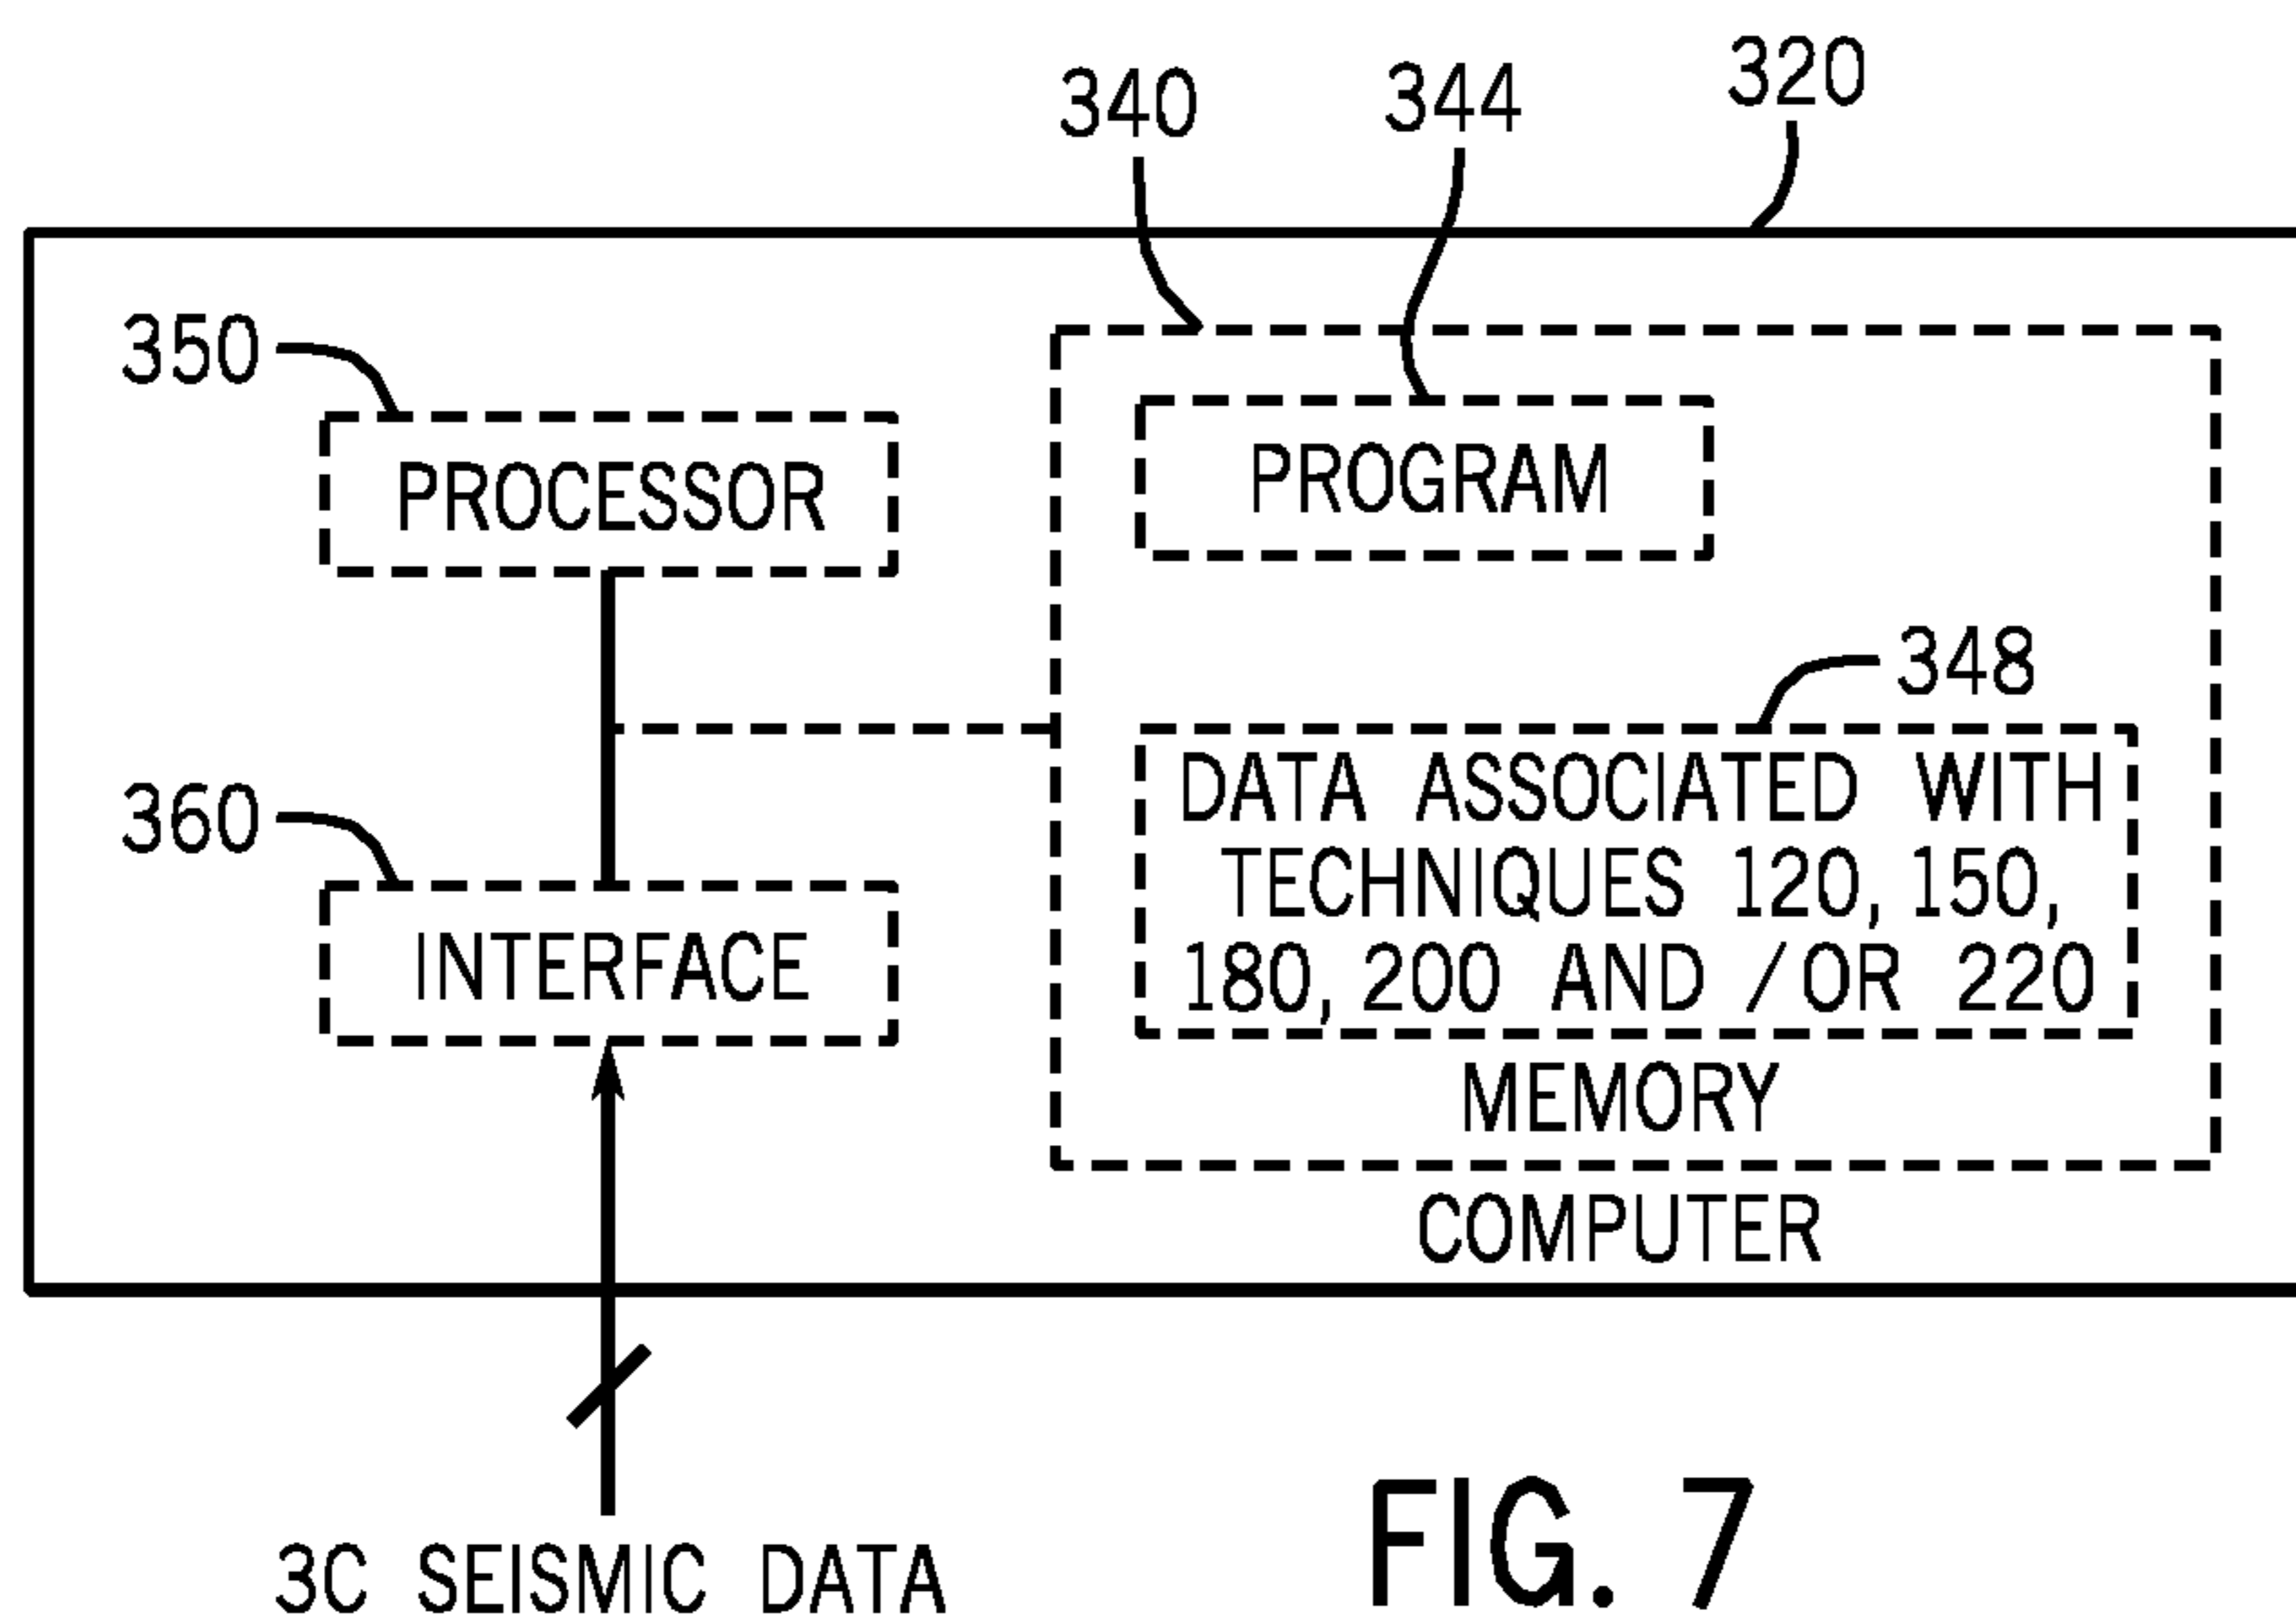 340
344
320
350
PROCESSOR
PROGRAM
348
360
INTERFACE
DATA ASSOCIATED WITH
TECHNIQUES 120, 150,
180, 200 AND /OR 220
MEMORY
COMPUTER
3C SEISMIC DATA
FIG. 7